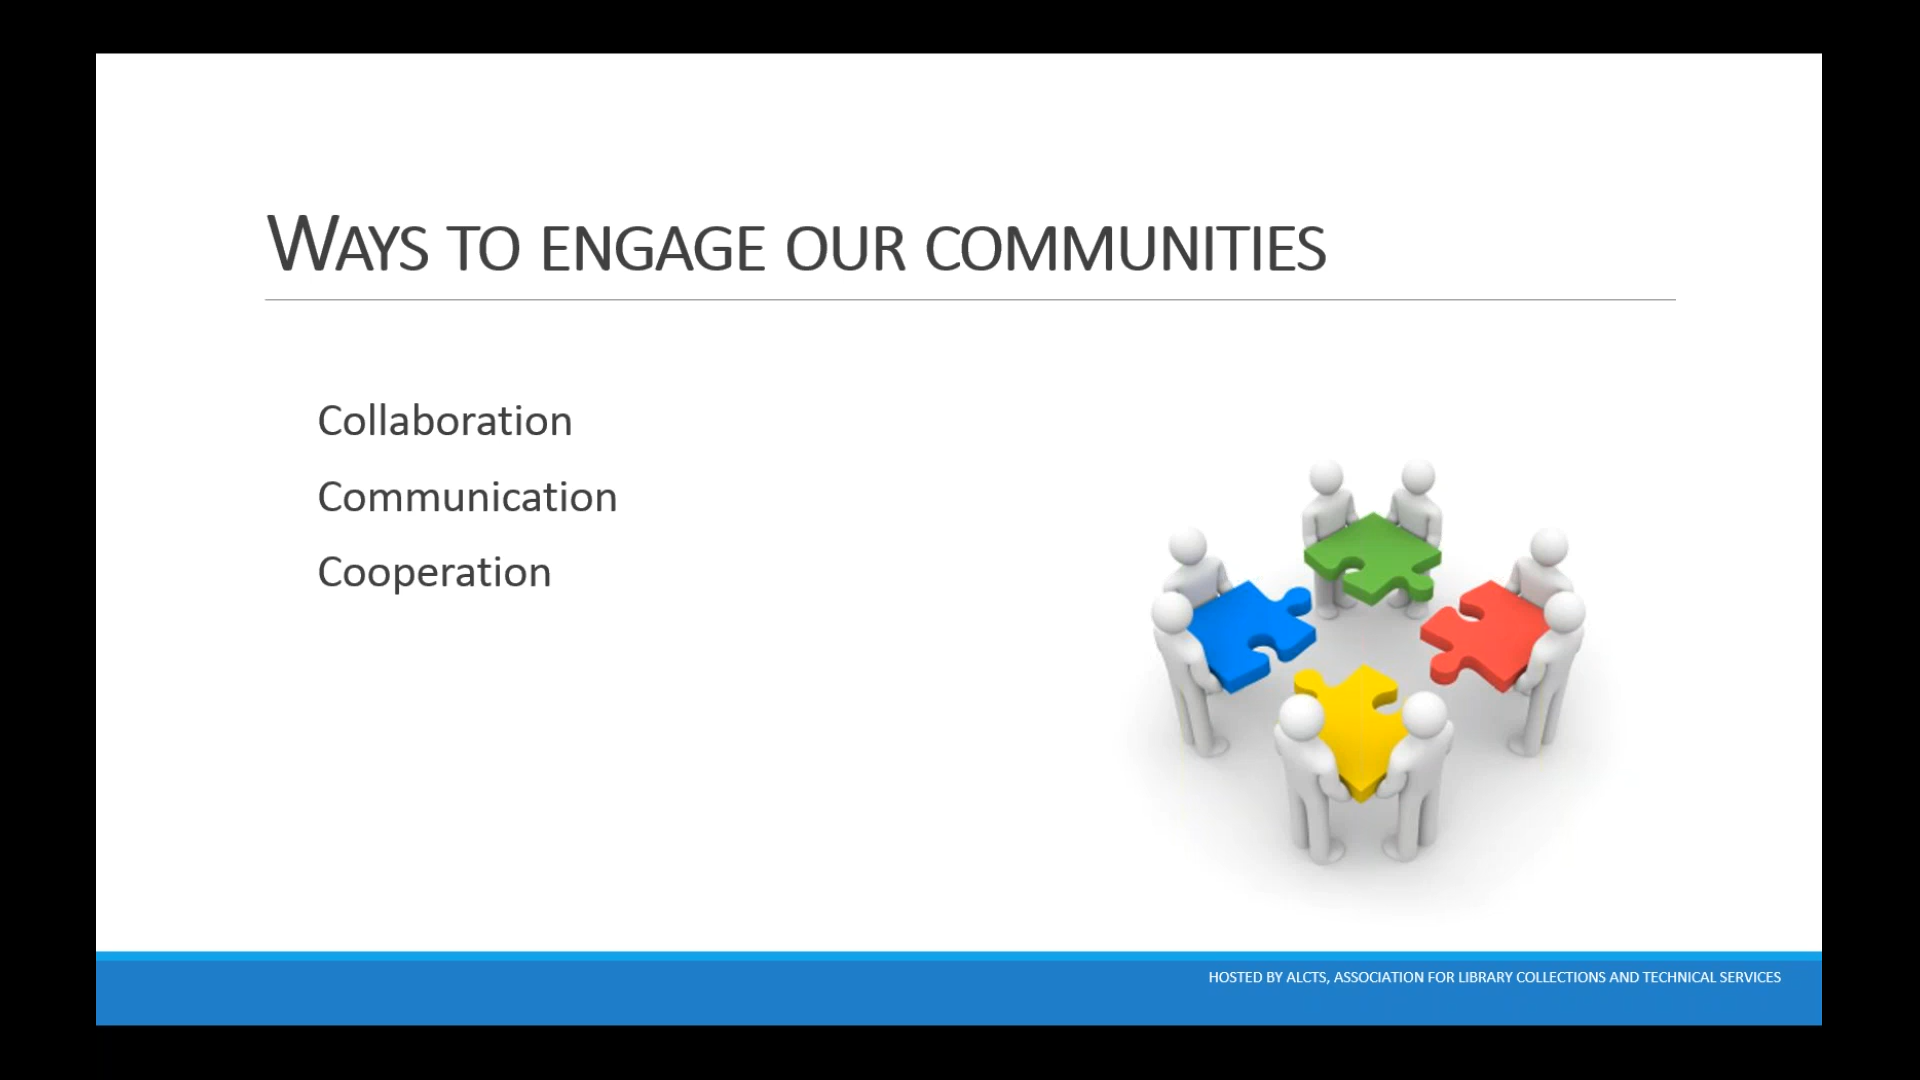 WAYS TO ENGAGE OUR COMMUNITIES
Collaboration
Communication
Cooperation
HOSTED BY ALCTS, ASSOCIATION FOR LIBRARY COLLECTIONS AND TECHNICAL SERVICES